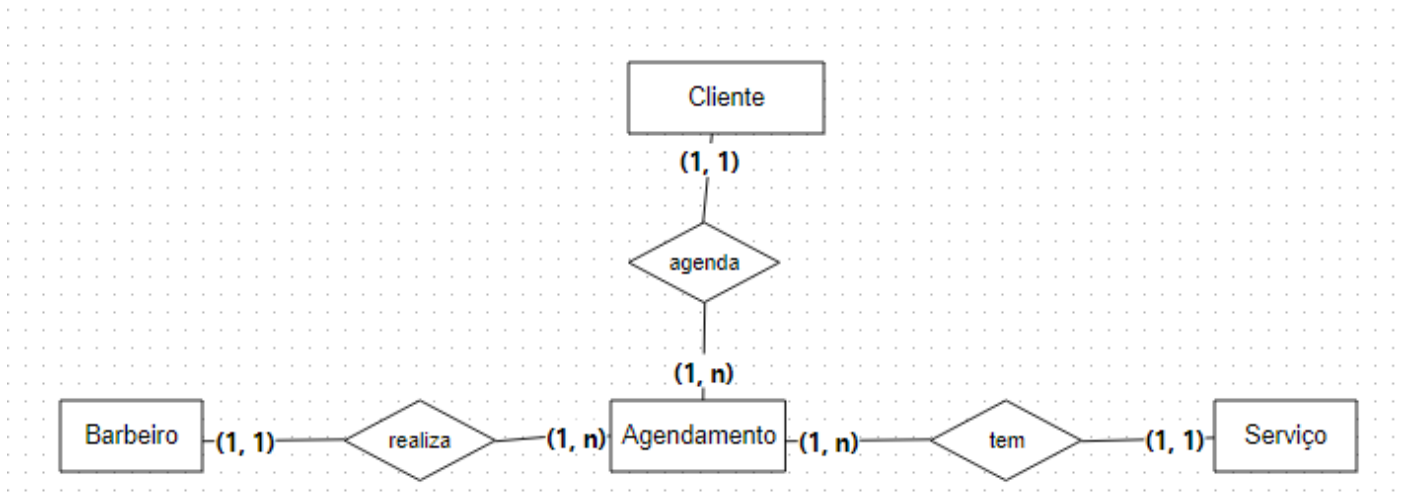 Cliente
(1, 1)
agenda
(1, n)
Barbeiro
(1, 1)
realiza
(1, n)
Agendamento
(1, n)
tem
(1, 1)
Serviço